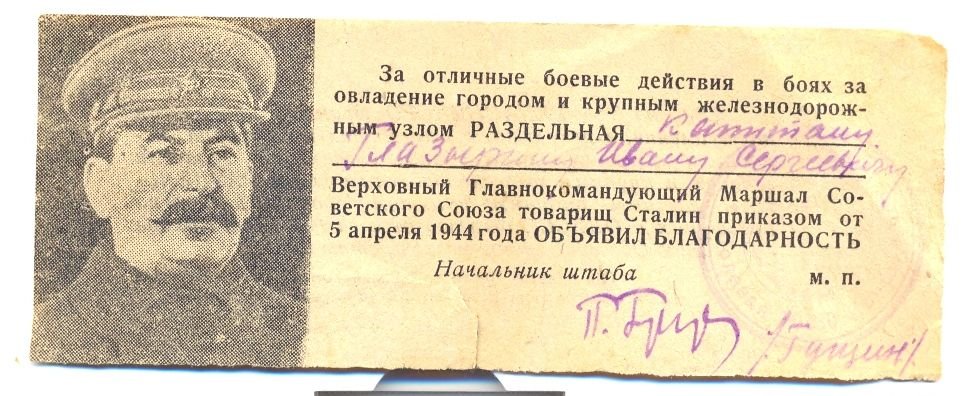 За отличные боевые действия в боях за
овладение городом и крупным железнодорож-
ным узлом РАЗДЕЛЬНАЯ капитану
Глазырину Ивану Сергеевичу
Верховный Главнокомандующий Маршал Со-
ветского Союза товарищ Сталин приказом от
5 апреля 1944 года ОБЪЯВИЛ БЛАГОДАРНОСТЬ
Начальник штаба м. п.
/Гущин/